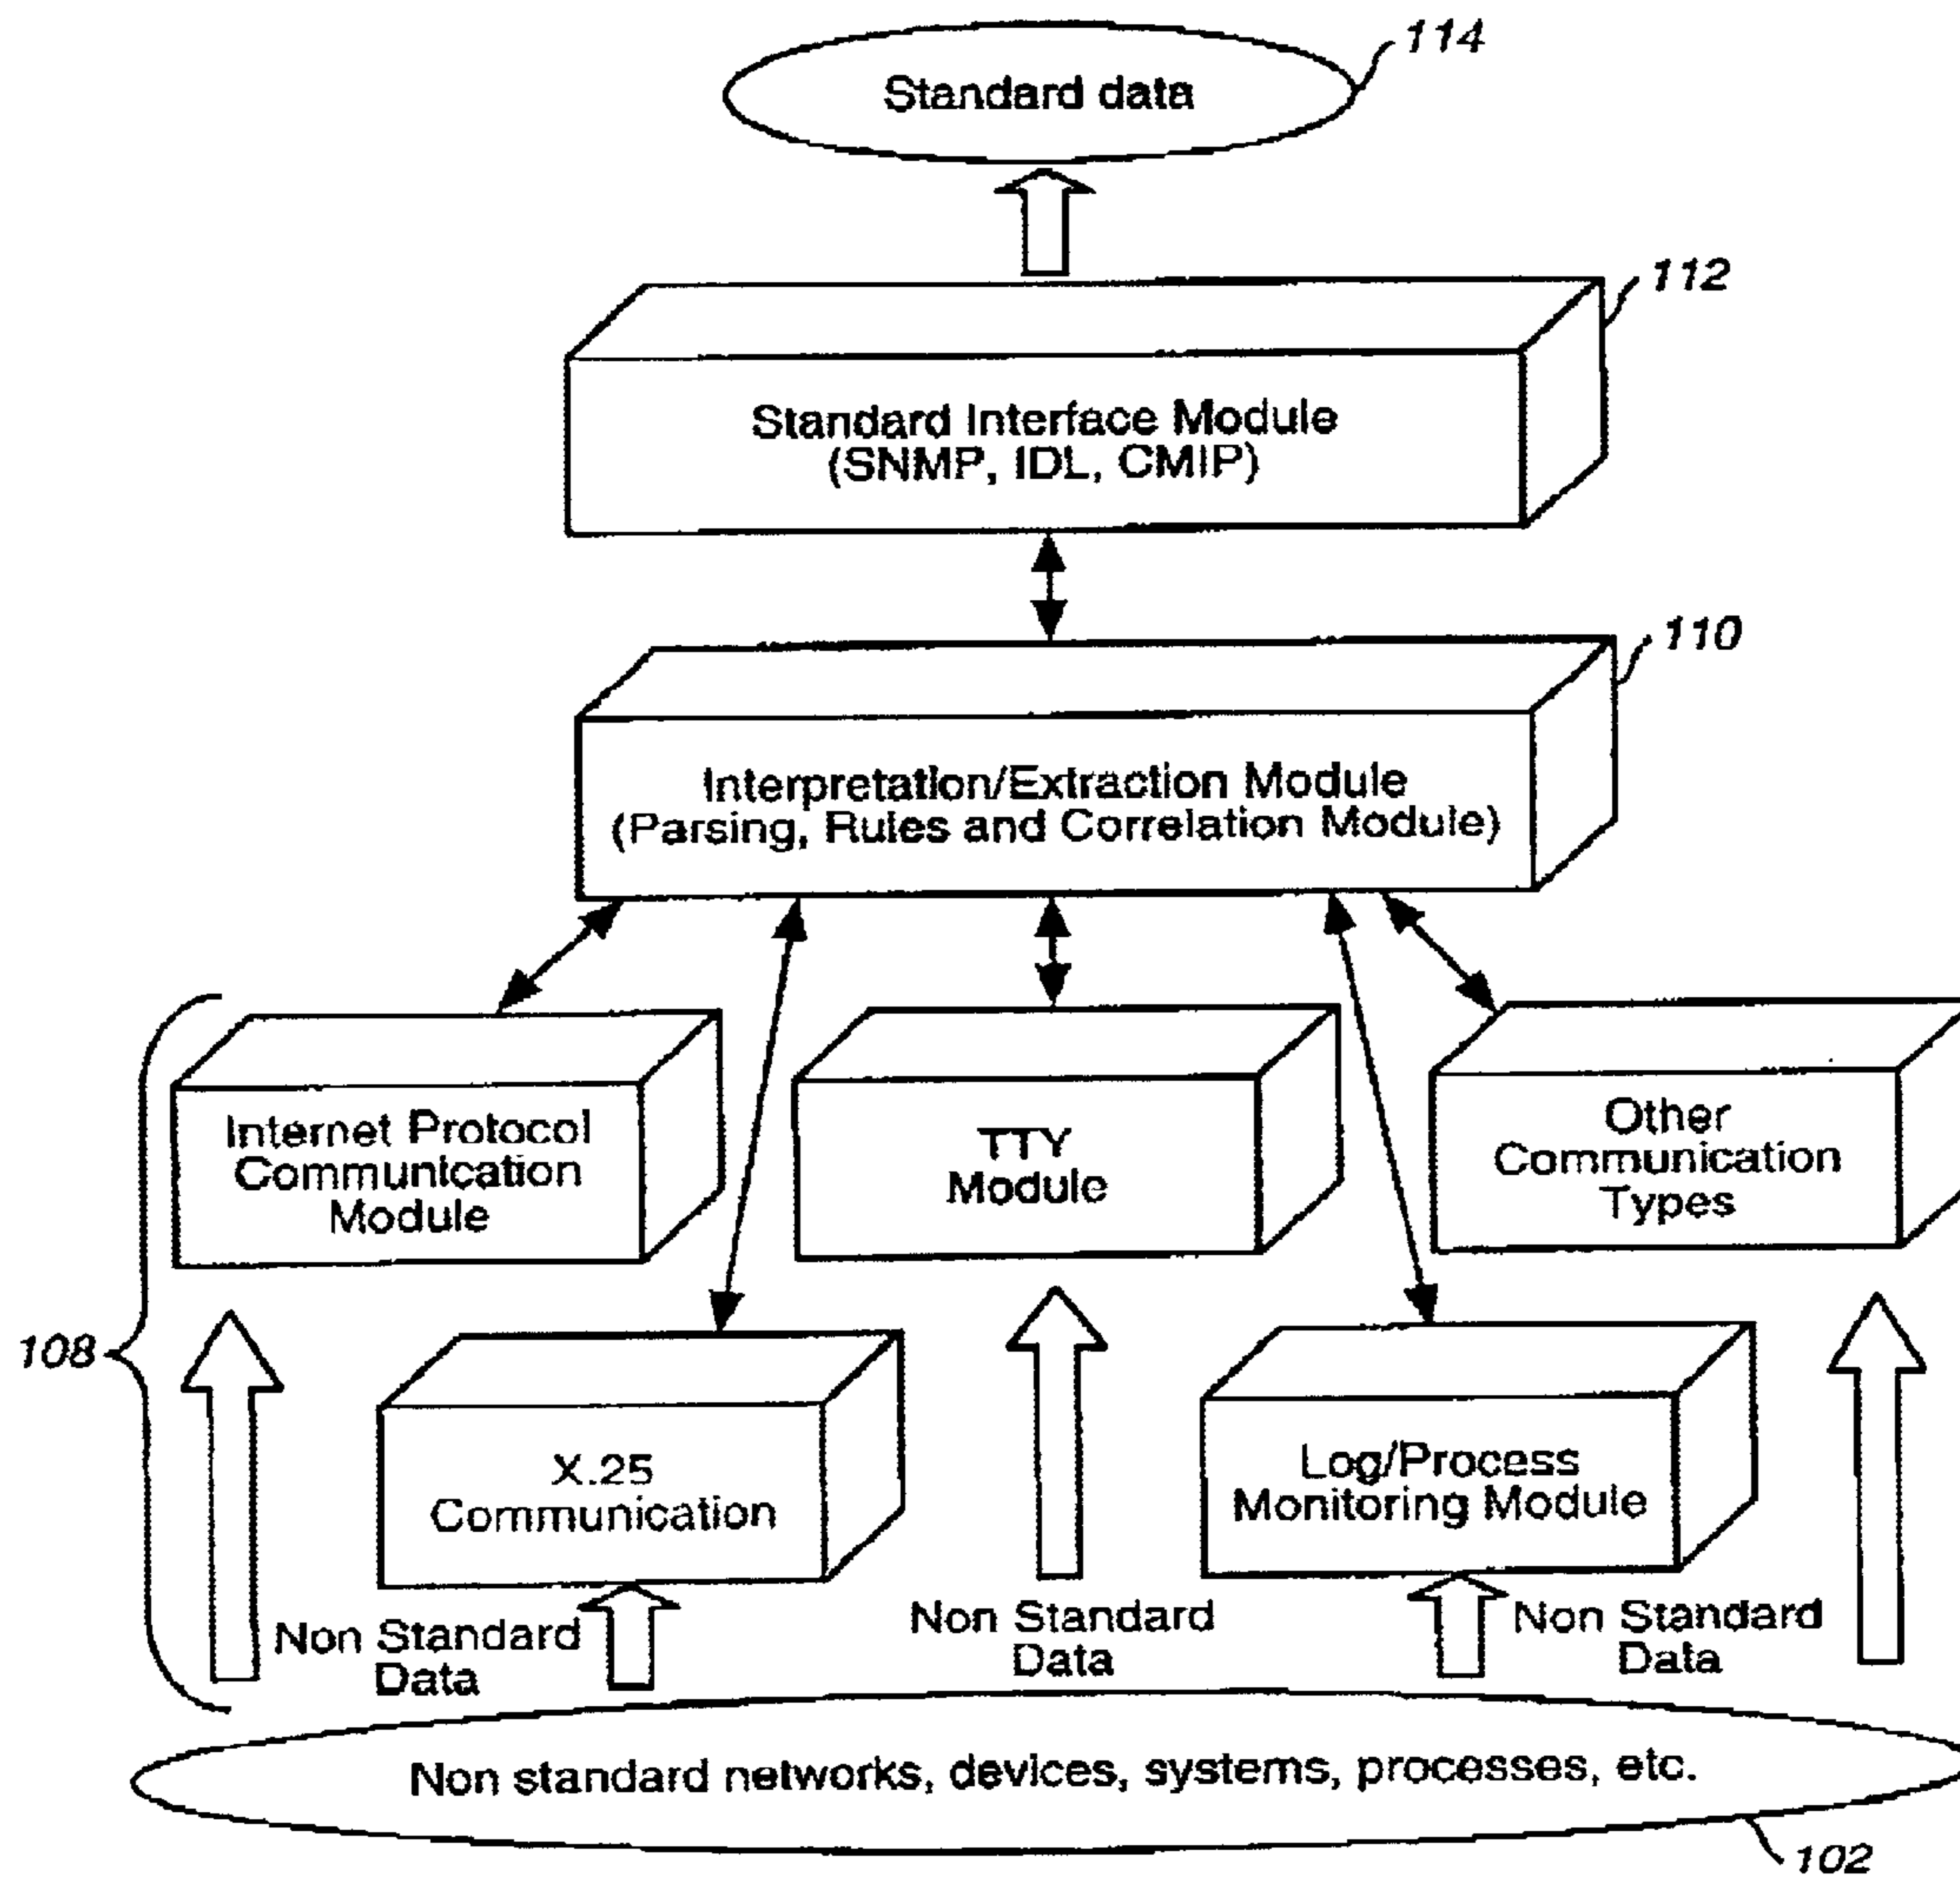 114
Standard data
112
Standard Interface Module
(SNMP, IDL, CMIP)
110
Interpretation/Extraction Module
(Parsing, Rules and Correlation Module)
Internet Protocol
Communication
Module
TTY
Module
Other
Communication
Types
108
X.25
Communication
Log/Process
Monitoring Module
Non Standard
Data
Non Standard
Data
Non Standard
Data
Non standard networks, devices, systems, processes, etc.
102